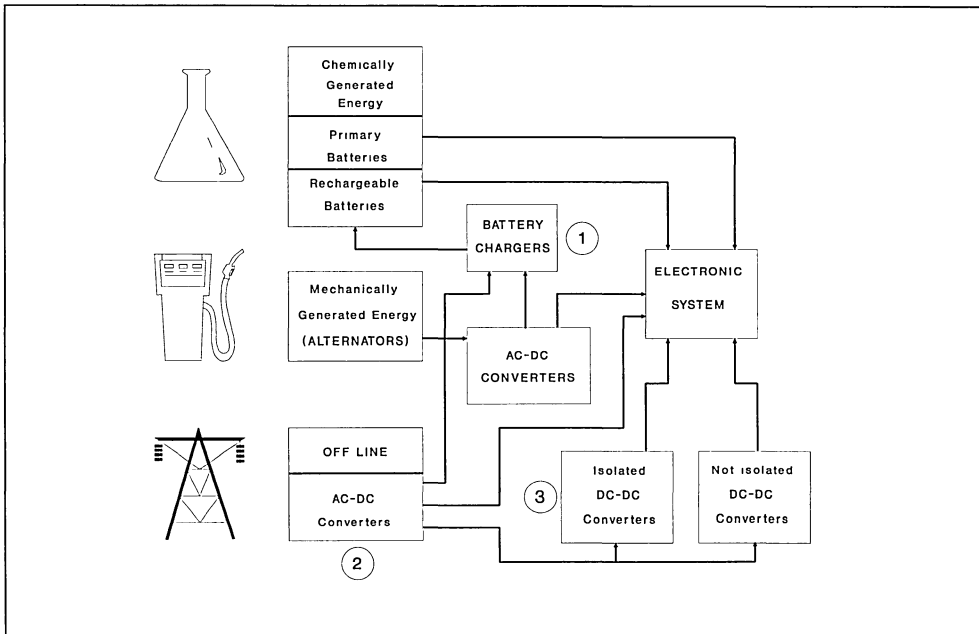 Chemically
Generated
Energy
Primary
Batteries
Rechargeable
Batteries
BATTERY
CHARGERS
1
ELECTRONIC
SYSTEM
Mechanically
Generated Energy
(ALTERNATORS)
AC-DC
CONVERTERS
OFF LINE
AC-DC
Converters
2
3
Isolated
DC-DC
Converters
Not isolated
DC-DC
Converters